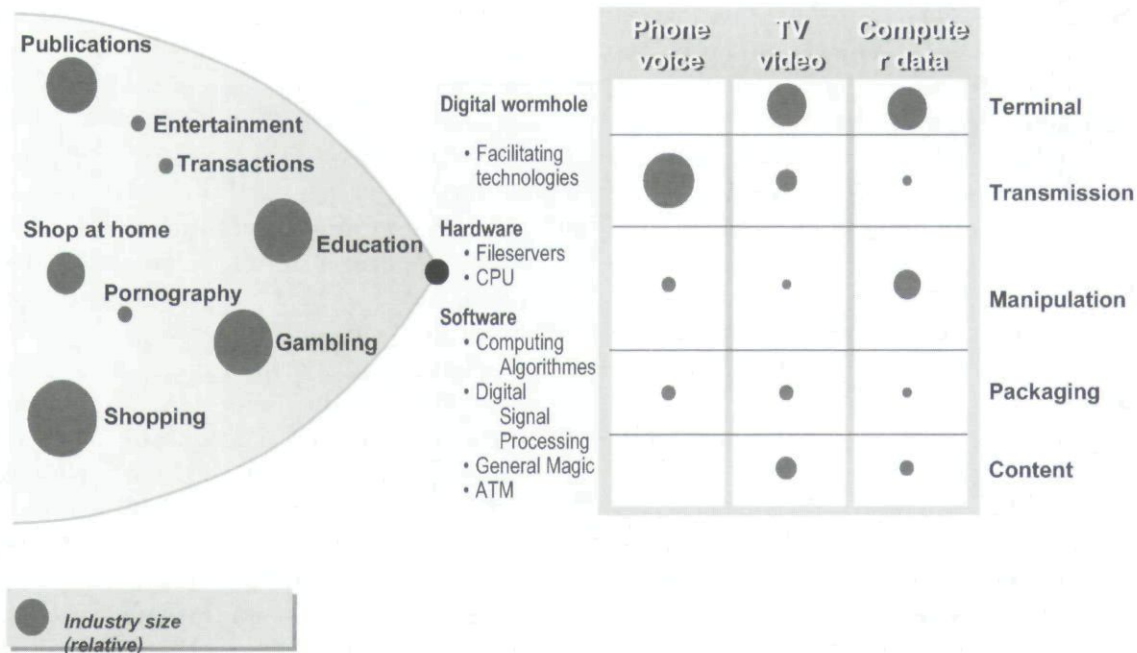 Publications
Entertainment
Transactions
Shop at home
Education
Pornography
Gambling
Shopping
Digital wormhole
• Facilitating
technologies
Hardware
• Fileservers
• CPU
Software
• Computing
Algorithmes
• Digital
Signal
Processing
• General Magic
• ATM
Phone
voice
TV
video
Compute
r data
Terminal
Transmission
Manipulation
Packaging
Content
Industry size
(relative)